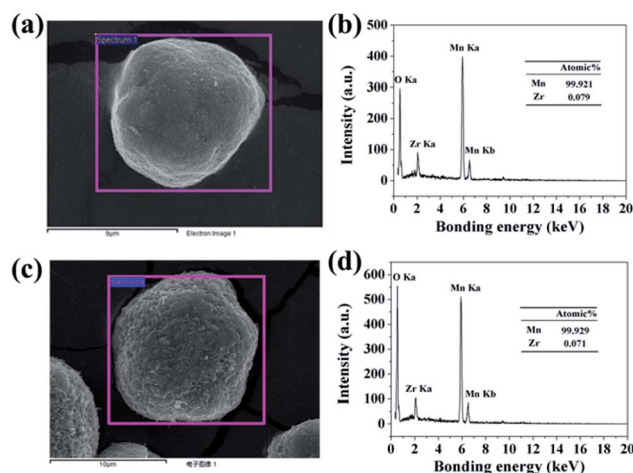 (a)
Spectrum 1
9μm
Electron Image 1
(b)
500
400
300
200
100
0
Intensity (a.u.)
O Ka
Zr Ka
Mn Ka
Mn Kb
Atomic%
Mn 99.921
Zr 0.079
0 2 4 6 8 10 12 14 16 18 20
Bonding energy (keV)
(c)
10μm
电子图像 1
(d)
600
500
400
300
200
100
0
Intensity (a.u.)
O Ka
Zr Ka
Mn Ka
Mn Kb
Atomic%
Mn 99.929
Zr 0.071
0 2 4 6 8 10 12 14 16 18 20
Bonding energy (keV)